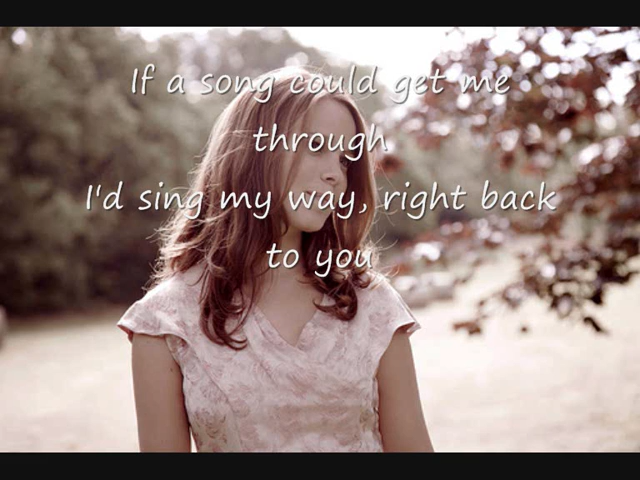 If a song could get me
through
I'd sing my way, right back
to you